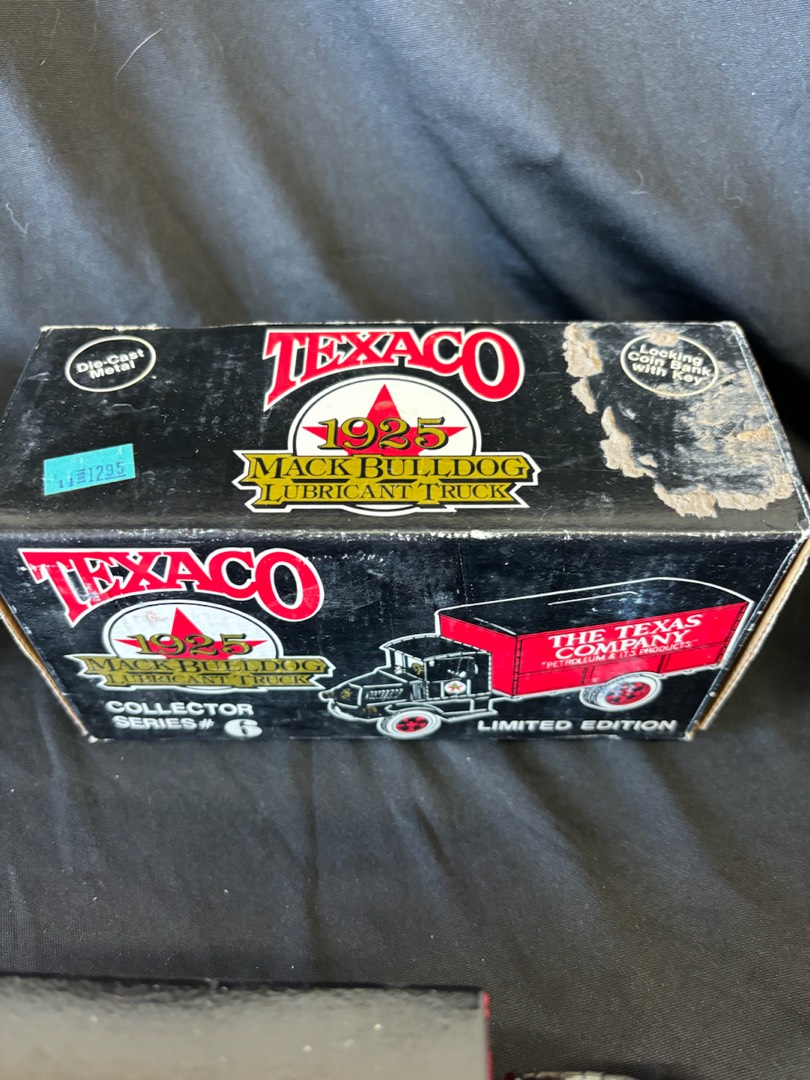 Die-Cast
Metal
TEXACO
1925
MACK BULLDOG
LUBRICANT TRUCK
Locking
Coin Bank
with Key
1295
TEXACO
1925
MACK BULLDOG
LUBRICANT TRUCK
COLLECTOR
SERIES# 6
THE TEXAS
COMPANY
"PETROLEUM & ITS PRODUCTS"
LIMITED EDITION